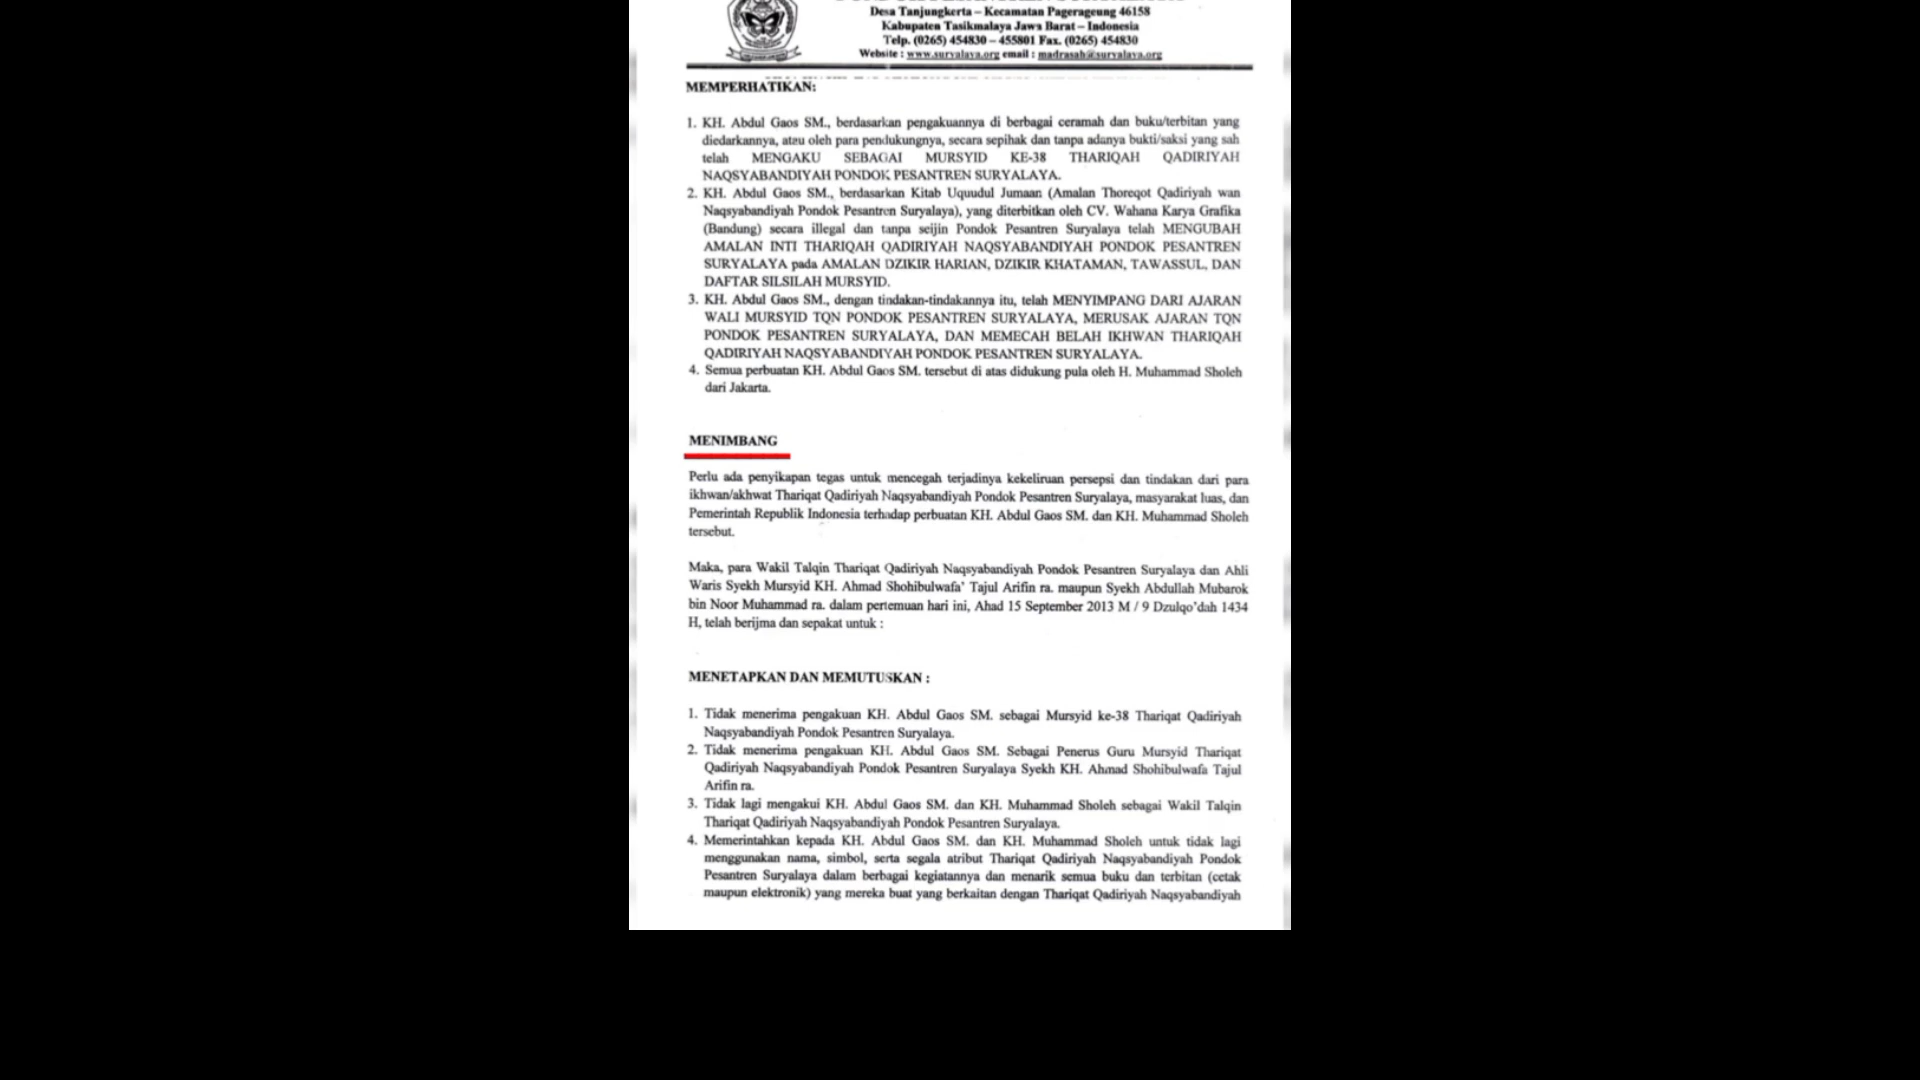 Desa Tanjungkerta – Kecamatan Pagerageung 46158
Kabupaten Tasikmalaya Jawa Barat – Indonesia
Telp. (0265) 454830 – 455801 Fax. (0265) 454830
Website : www.suryalaya.org email : madrasah@suryalaya.org
MEMPERHATIKAN:
1. KH. Abdul Gaos SM., berdasarkan pengakuannya di berbagai ceramah dan buku/terbitan yang
diedarkannya, atau oleh para pendukungnya, secara sepihak dan tanpa adanya bukti/saksi yang sah
telah MENGAKU SEBAGAI MURSYID KE-38 THARIQAH QADIRIYAH
NAQSYABANDIYAH PONDOK PESANTREN SURYALAYA.
2. KH. Abdul Gaos SM., berdasarkan Kitab Uquudul Jumaan (Amalan Thoreqot Qadiriyah wan
Naqsyabandiyah Pondok Pesantren Suryalaya), yang diterbitkan oleh CV. Wahana Karya Grafika
(Bandung) secara illegal dan tanpa seijin Pondok Pesantren Suryalaya telah MENGUBAH
AMALAN INTI THARIQAH QADIRIYAH NAQSYABANDIYAH PONDOK PESANTREN
SURYALAYA pada AMALAN DZIKIR HARIAN, DZIKIR KHATAMAN, TAWASSUL, DAN
DAFTAR SILSILAH MURSYID.
3. KH. Abdul Gaos SM., dengan tindakan-tindakannya itu, telah MENYIMPANG DARI AJARAN
WALI MURSYID TQN PONDOK PESANTREN SURYALAYA, MERUSAK AJARAN TQN
PONDOK PESANTREN SURYALAYA, DAN MEMECAH BELAH IKHWAN THARIQAH
QADIRIYAH NAQSYABANDIYAH PONDOK PESANTREN SURYALAYA.
4. Semua perbuatan KH. Abdul Gaos SM. tersebut di atas didukung pula oleh H. Muhammad Sholeh
dari Jakarta.
MENIMBANG
Perlu ada penyikapan tegas untuk mencegah terjadinya kekeliruan persepsi dan tindakan dari para
ikhwan/akhwat Thariqat Qadiriyah Naqsyabandiyah Pondok Pesantren Suryalaya, masyarakat luas, dan
Pemerintah Republik Indonesia terhadap perbuatan KH. Abdul Gaos SM. dan KH. Muhammad Sholeh
tersebut.
Maka, para Wakil Talqin Thariqat Qadiriyah Naqsyabandiyah Pondok Pesantren Suryalaya dan Ahli
Waris Syekh Mursyid KH. Ahmad Shohibulwafa’ Tajul Arifin ra. maupun Syekh Abdullah Mubarok
bin Noor Muhammad ra. dalam pertemuan hari ini, Ahad 15 September 2013 M / 9 Dzulqo’dah 1434
H, telah berijma dan sepakat untuk :
MENETAPKAN DAN MEMUTUSKAN :
1. Tidak menerima pengakuan KH. Abdul Gaos SM. sebagai Mursyid ke-38 Thariqat Qadiriyah
Naqsyabandiyah Pondok Pesantren Suryalaya.
2. Tidak menerima pengakuan KH. Abdul Gaos SM. Sebagai Penerus Guru Mursyid Thariqat
Qadiriyah Naqsyabandiyah Pondok Pesantren Suryalaya Syekh KH. Ahmad Shohibulwafa Tajul
Arifin ra.
3. Tidak lagi mengakui KH. Abdul Gaos SM. dan KH. Muhammad Sholeh sebagai Wakil Talqin
Thariqat Qadiriyah Naqsyabandiyah Pondok Pesantren Suryalaya.
4. Memerintahkan kepada KH. Abdul Gaos SM. dan KH. Muhammad Sholeh untuk tidak lagi
menggunakan nama, simbol, serta segala atribut Thariqat Qadiriyah Naqsyabandiyah Pondok
Pesantren Suryalaya dalam berbagai kegiatannya dan menarik semua buku dan terbitan (cetak
maupun elektronik) yang mereka buat yang berkaitan dengan Thariqat Qadiriyah Naqsyabandiyah